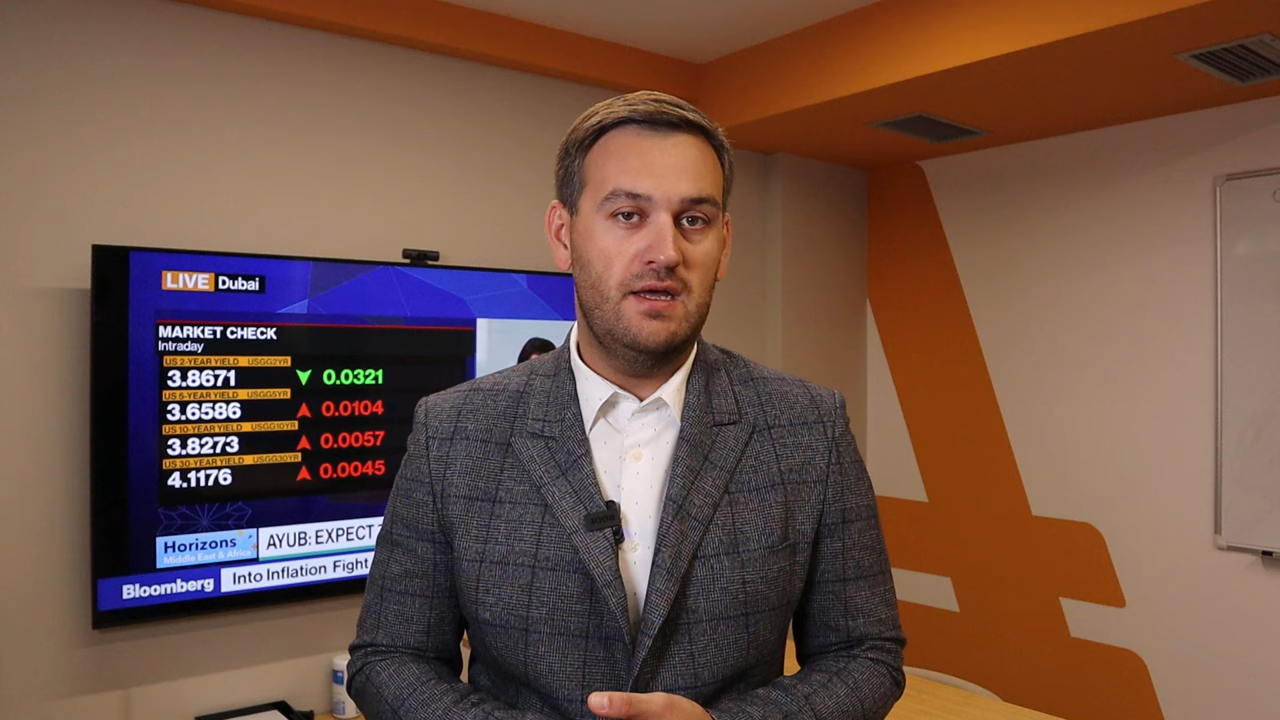 LIVE Dubai
MARKET CHECK
Intraday
US 2-YEAR YIELD USGG2YR
3.8671 0.0321
US 5-YEAR YIELD USGG5YR
3.6586 0.0104
US 10-YEAR YIELD USGG10YR
3.8273 0.0057
US 30-YEAR YIELD USGG30YR
4.1176 0.0045
Horizons
Middle East & Africa
AYUB: EXPECT
Bloomberg
Into Inflation Fight